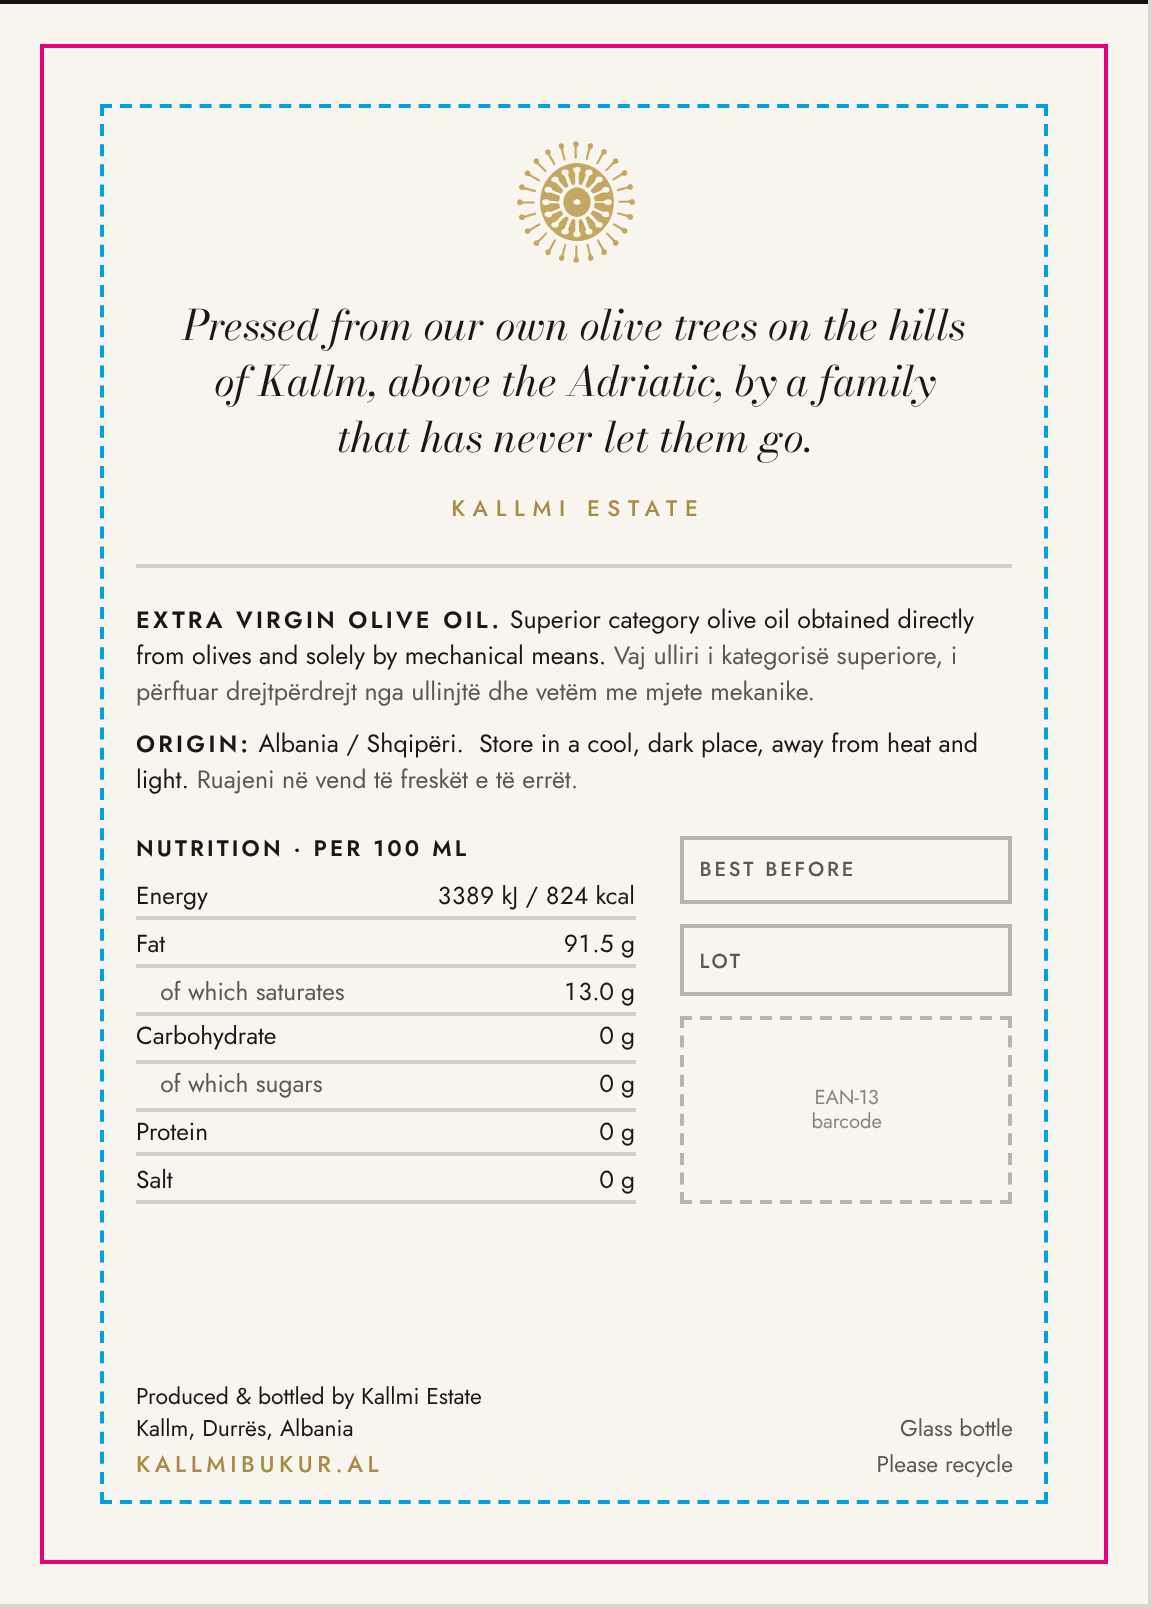 Pressed from our own olive trees on the hills
of Kallm, above the Adriatic, by a family
that has never let them go.
KALLMI ESTATE
EXTRA VIRGIN OLIVE OIL. Superior category olive oil obtained directly
from olives and solely by mechanical means. Vaj ulliri i kategorisë superiore, i
përftuar drejtpërdrejt nga ullinjtë dhe vetëm me mjete mekanike.
ORIGIN: Albania / Shqipëri. Store in a cool, dark place, away from heat and
light. Ruajeni në vend të freskët e të errët.
NUTRITION · PER 100 ML
Energy 3389 kJ / 824 kcal
Fat 91.5 g
of which saturates 13.0 g
Carbohydrate 0 g
of which sugars 0 g
Protein 0 g
Salt 0 g
BEST BEFORE
LOT
EAN-13
barcode
Produced & bottled by Kallmi Estate
Kallm, Durrës, Albania
KALLMIBUKUR.AL
Glass bottle
Please recycle